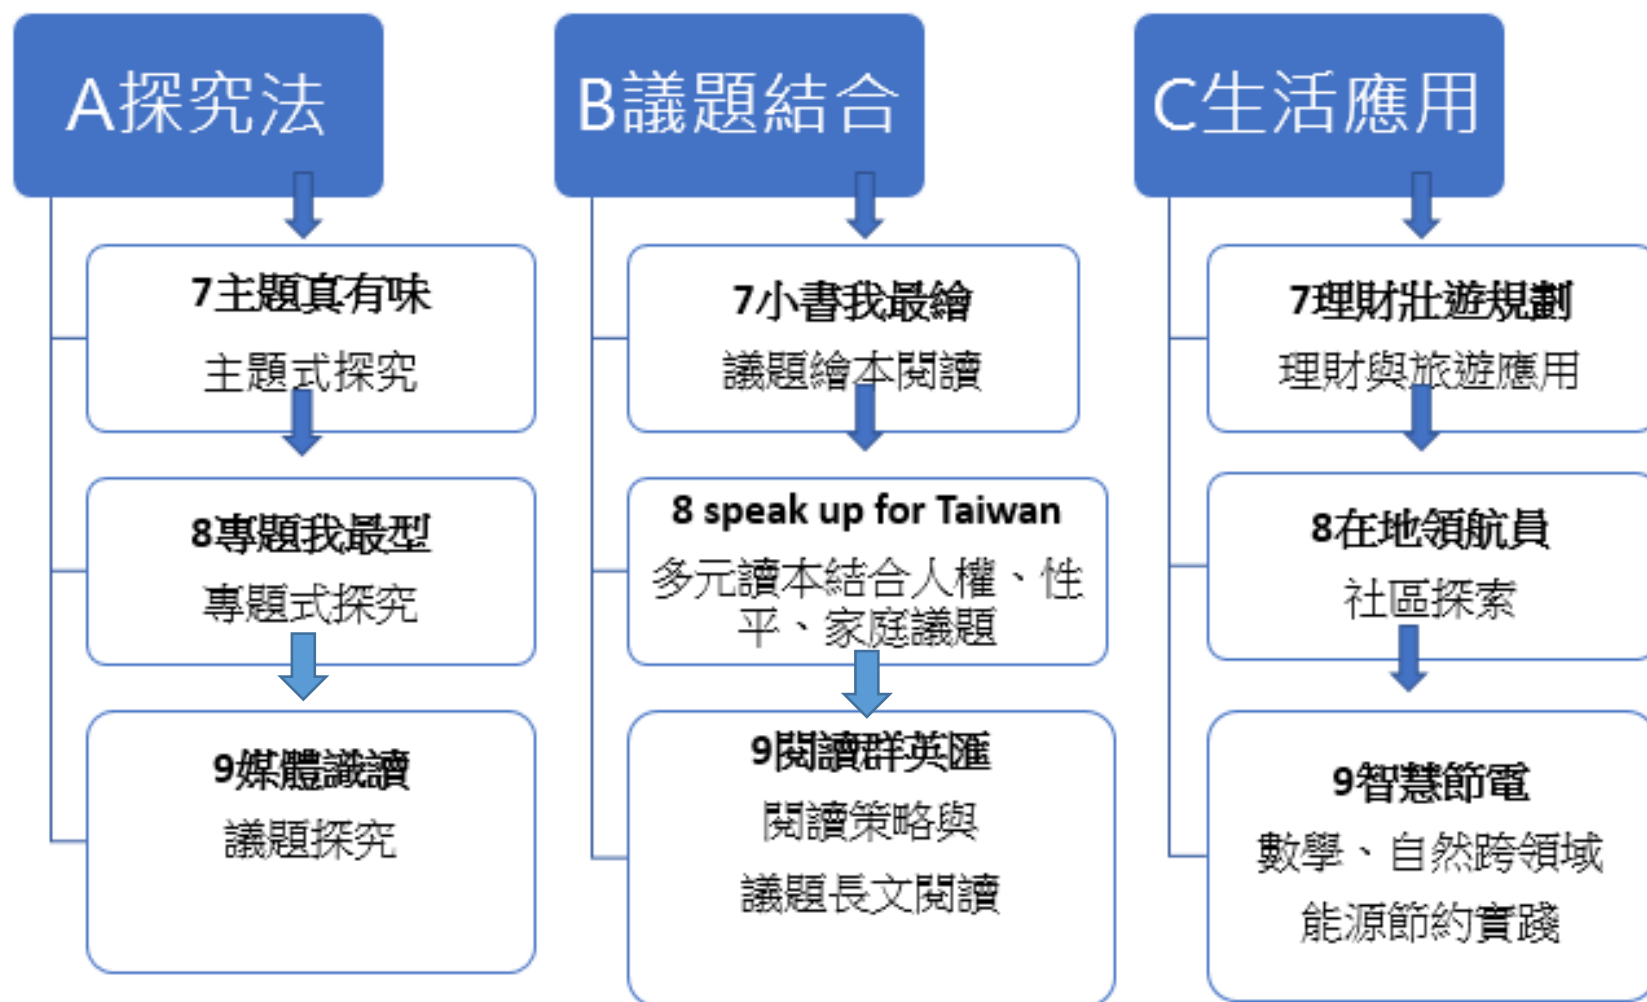 A探究法
7主題真有味
主題式探究
8專題我最型
專題式探究
9媒體識讀
議題探究
B議題結合
7小書我最繪
議題繪本閱讀
8 speak up for Taiwan
多元讀本結合人權、性
平、家庭議題
9閱讀群英匯
閱讀策略與
議題長文閱讀
C生活應用
7理財壯遊規劃
理財與旅遊應用
8在地領航員
社區探索
9智慧節電
數學、自然跨領域
能源節約實踐